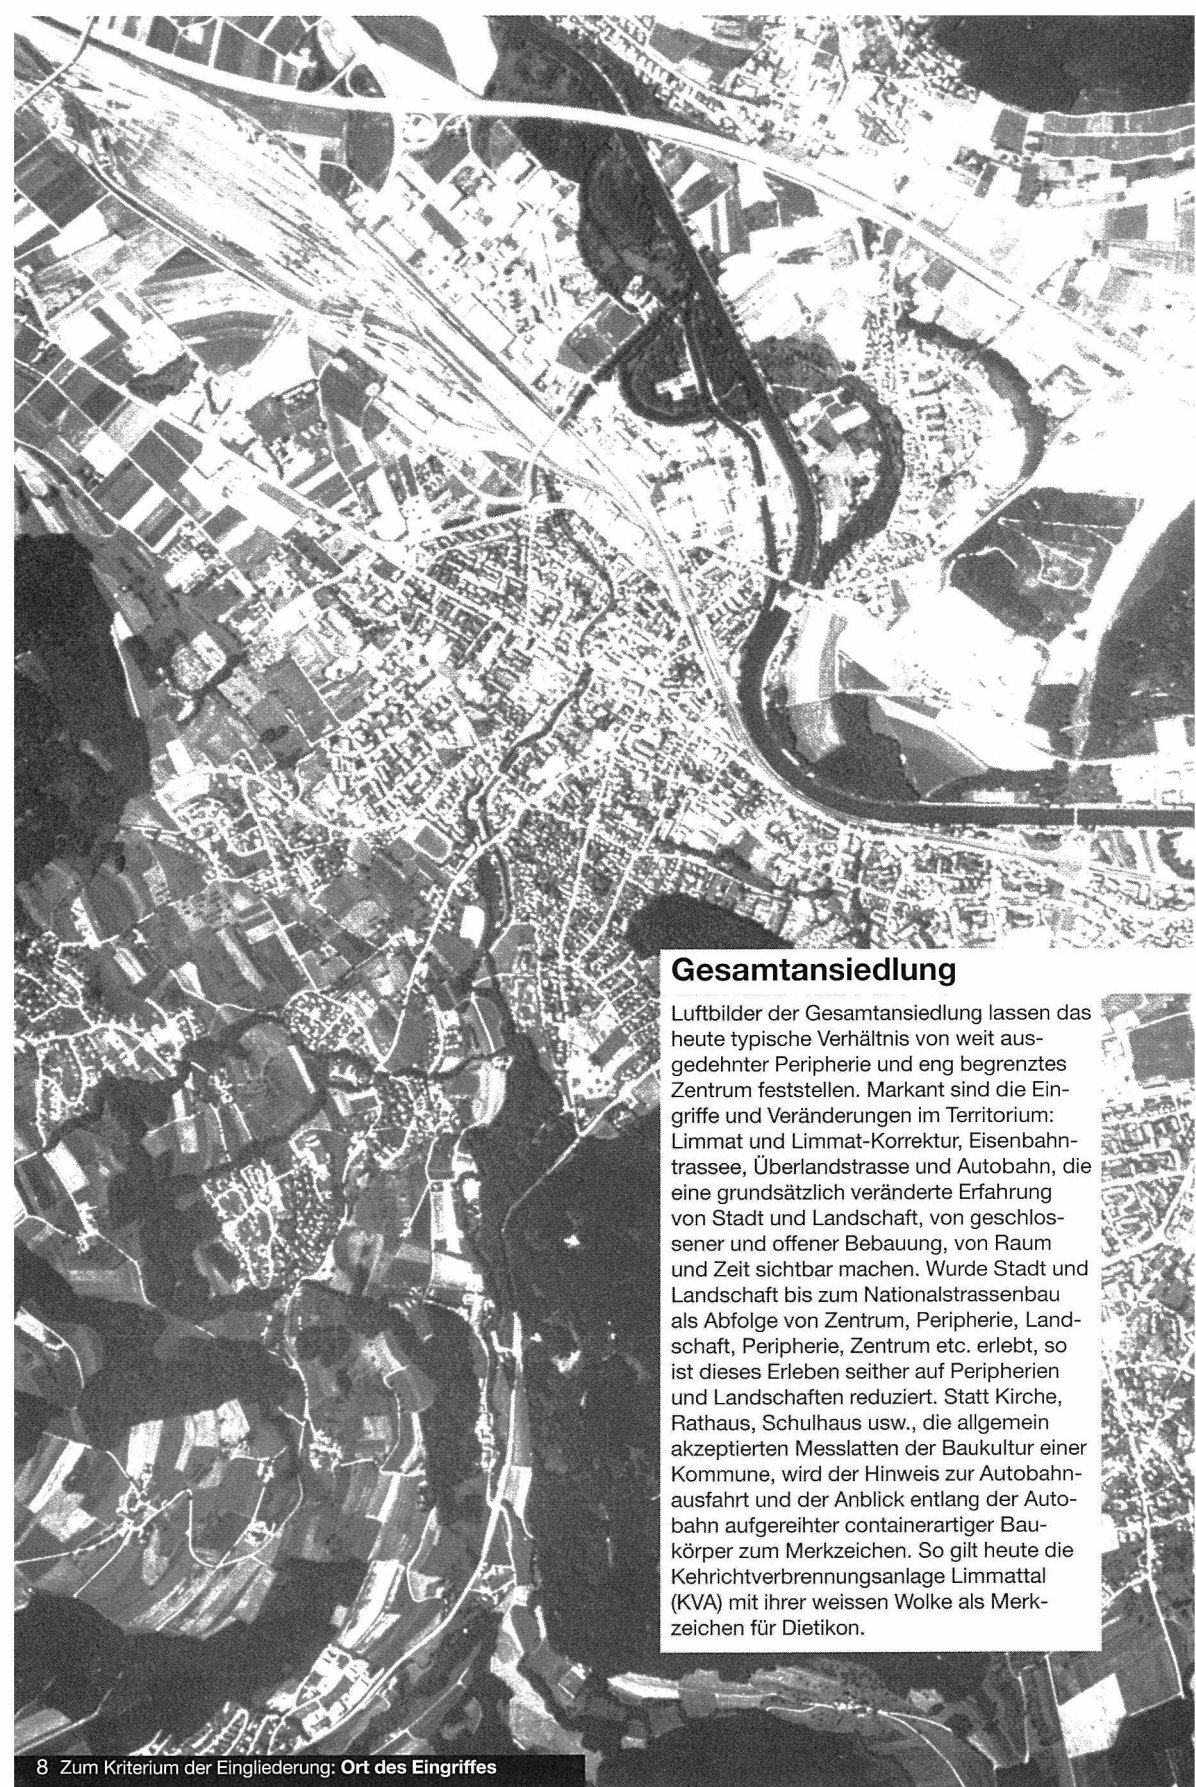 Gesamtansiedlung
Luftbilder der Gesamtansiedlung lassen das
heute typische Verhältnis von weit aus-
gedehnter Peripherie und eng begrenztes
Zentrum feststellen. Markant sind die Ein-
griffe und Veränderungen im Territorium:
Limmat und Limmat-Korrektur, Eisenbahn-
trassee, Überlandstrasse und Autobahn, die
eine grundsätzlich veränderte Erfahrung
von Stadt und Landschaft, von geschlos-
sener und offener Bebauung, von Raum
und Zeit sichtbar machen. Wurde Stadt und
Landschaft bis zum Nationalstrassenbau
als Abfolge von Zentrum, Peripherie, Land-
schaft, Peripherie, Zentrum etc. erlebt, so
ist dieses Erleben seither auf Peripherien
und Landschaften reduziert. Statt Kirche,
Rathaus, Schulhaus usw., die allgemein
akzeptierten Messlatten der Baukultur einer
Kommune, wird der Hinweis zur Autobahn-
ausfahrt und der Anblick entlang der Auto-
bahn aufgereihter containerartiger Bau-
körper zum Merkzeichen. So gilt heute die
Kehrichtverbrennungsanlage Limmattal
(KVA) mit ihrer weissen Wolke als Merk-
zeichen für Dietikon.
8 Zum Kriterium der Eingliederung: Ort des Eingriffes